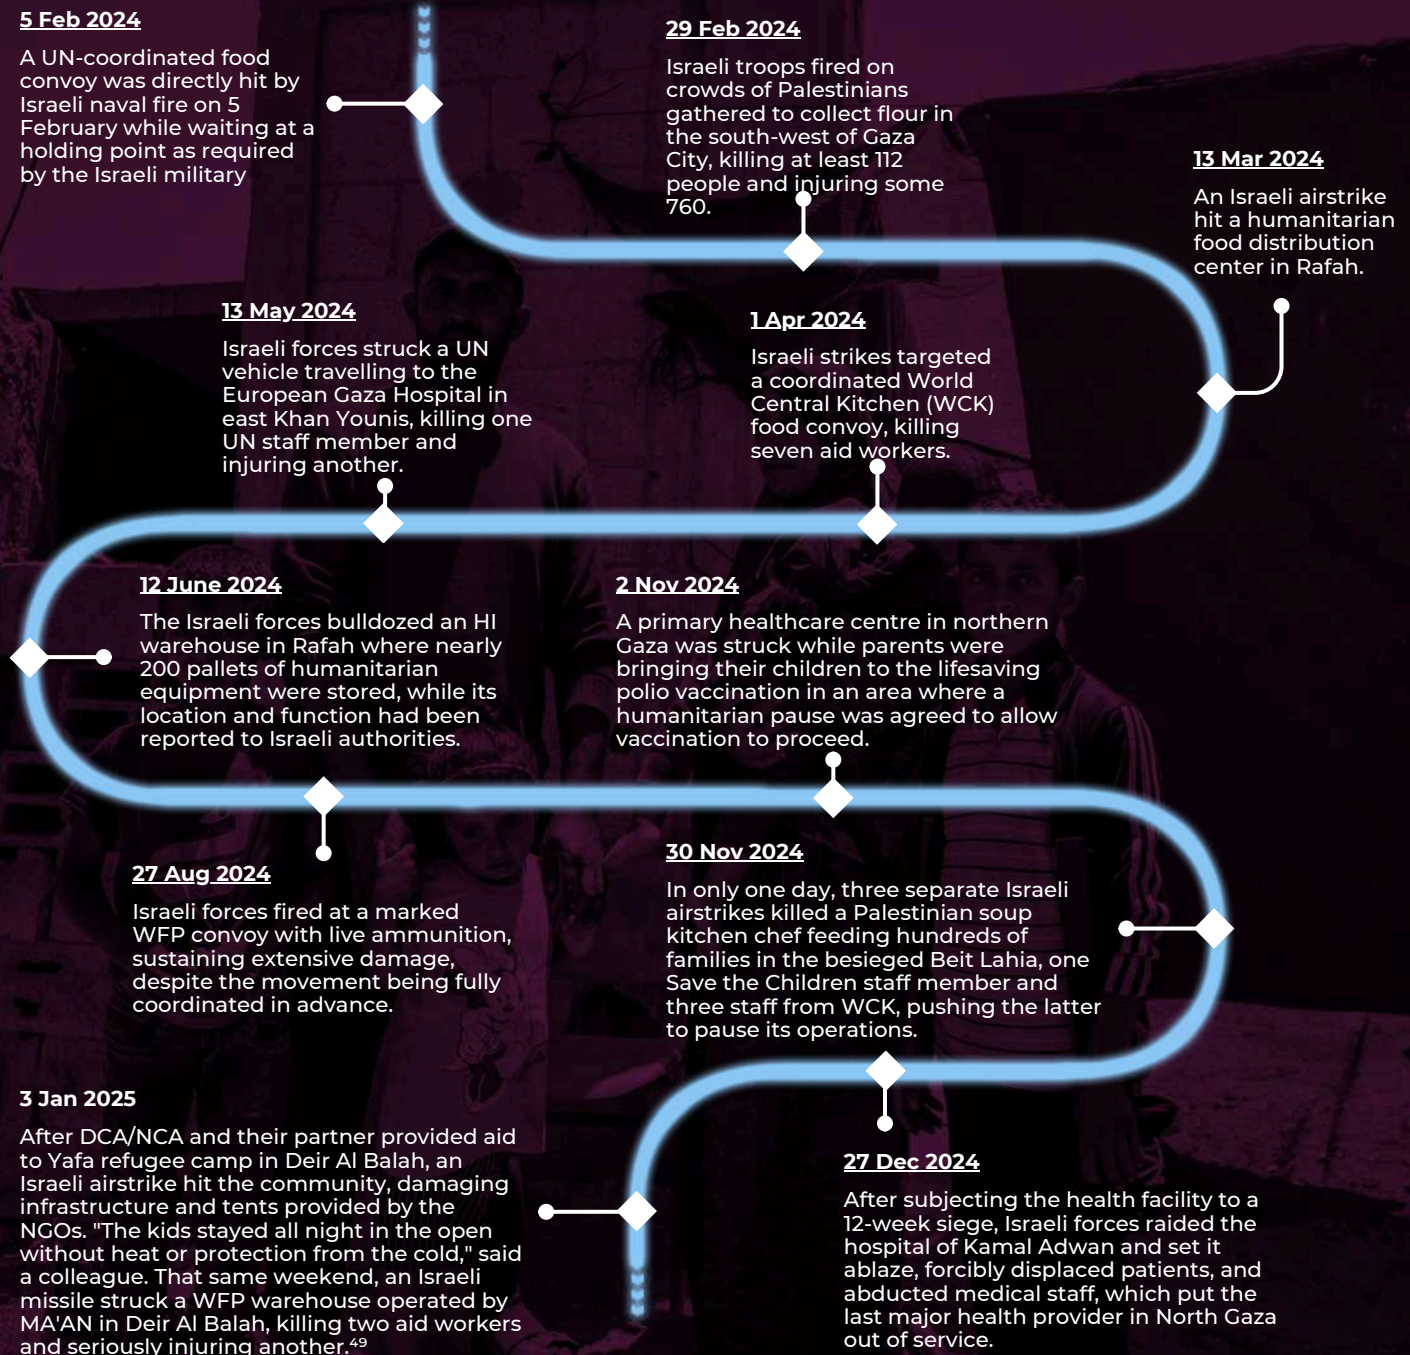 5 Feb 2024
A UN-coordinated food
convoy was directly hit by
Israeli naval fire on 5
February while waiting at a
holding point as required
by the Israeli military
29 Feb 2024
Israeli troops fired on
crowds of Palestinians
gathered to collect flour in
the south-west of Gaza
City, killing at least 112
people and injuring some
760.
13 Mar 2024
An Israeli airstrike
hit a humanitarian
food distribution
center in Rafah.
1 Apr 2024
Israeli strikes targeted
a coordinated World
Central Kitchen (WCK)
food convoy, killing
seven aid workers.
13 May 2024
Israeli forces struck a UN
vehicle travelling to the
European Gaza Hospital in
east Khan Younis, killing one
UN staff member and
injuring another.
12 June 2024
The Israeli forces bulldozed an HI
warehouse in Rafah where nearly
200 pallets of humanitarian
equipment were stored, while its
location and function had been
reported to Israeli authorities.
27 Aug 2024
Israeli forces fired at a marked
WFP convoy with live ammunition,
sustaining extensive damage,
despite the movement being fully
coordinated in advance.
2 Nov 2024
A primary healthcare centre in northern
Gaza was struck while parents were
bringing their children to the lifesaving
polio vaccination in an area where a
humanitarian pause was agreed to allow
vaccination to proceed.
30 Nov 2024
In only one day, three separate Israeli
airstrikes killed a Palestinian soup
kitchen chef feeding hundreds of
families in the besieged Beit Lahia, one
Save the Children staff member and
three staff from WCK, pushing the latter
to pause its operations.
27 Dec 2024
After subjecting the health facility to a
12-week siege, Israeli forces raided the
hospital of Kamal Adwan and set it
ablaze, forcibly displaced patients, and
abducted medical staff, which put the
last major health provider in North Gaza
out of service.
3 Jan 2025
After DCA/NCA and their partner provided aid
to Yafa refugee camp in Deir Al Balah, an
Israeli airstrike hit the community, damaging
infrastructure and tents provided by the
NGOs. "The kids stayed all night in the open
without heat or protection from the cold," said
a colleague. That same weekend, an Israeli
missile struck a WFP warehouse operated by
MA'AN in Deir Al Balah, killing two aid workers
and seriously injuring another.⁴⁹